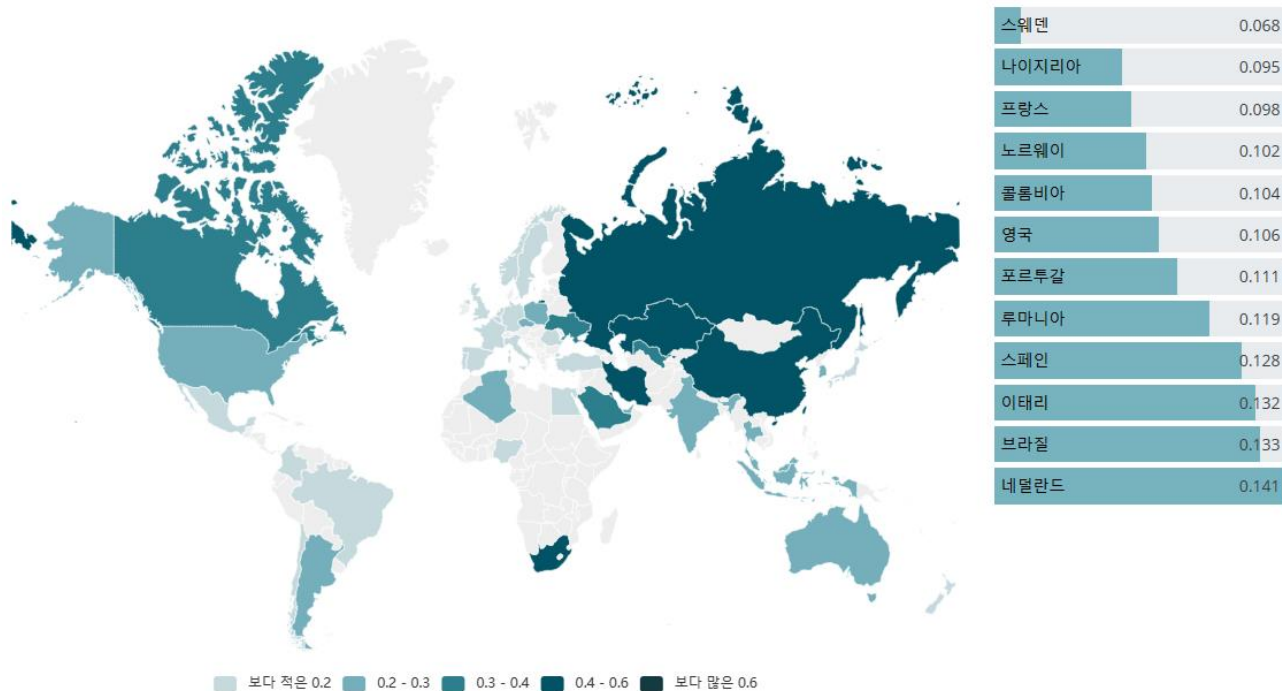 스웨덴 0.068
나이지리아 0.095
프랑스 0.098
노르웨이 0.102
콜롬비아 0.104
영국 0.106
포르투갈 0.111
루마니아 0.119
스페인 0.128
이태리 0.132
브라질 0.133
네덜란드 0.141
보다 적은 0.2 0.2 - 0.3 0.3 - 0.4 0.4 - 0.6 보다 많은 0.6